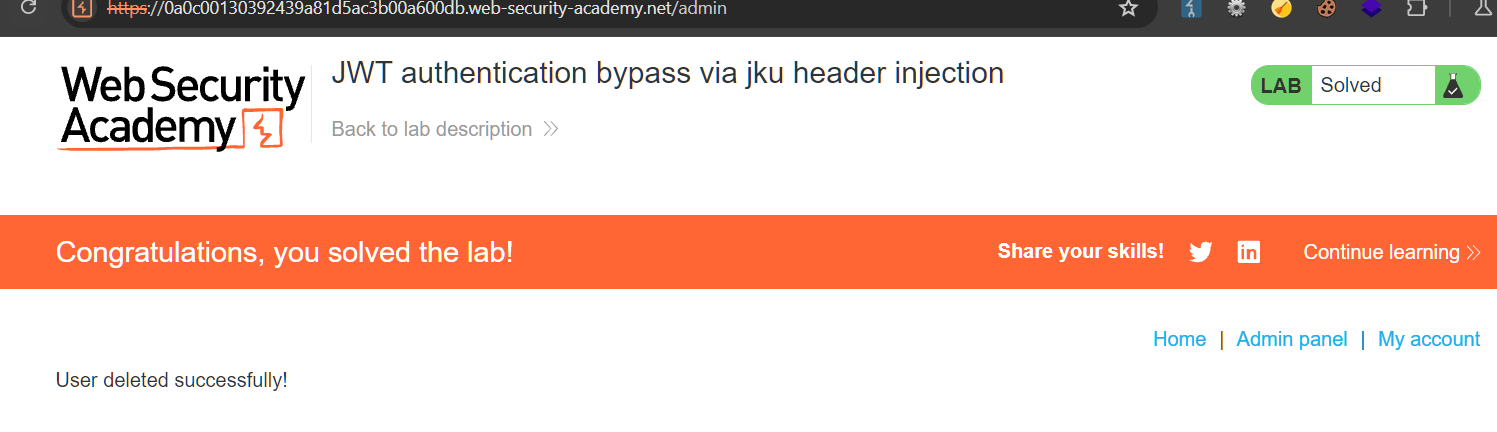 https://0a0c00130392439a81d5ac3b00a600db.web-security-academy.net/admin
Web Security
Academy
JWT authentication bypass via jku header injection
Back to lab description
LAB Solved
Congratulations, you solved the lab!
Share your skills!
Continue learning
Home | Admin panel | My account
User deleted successfully!